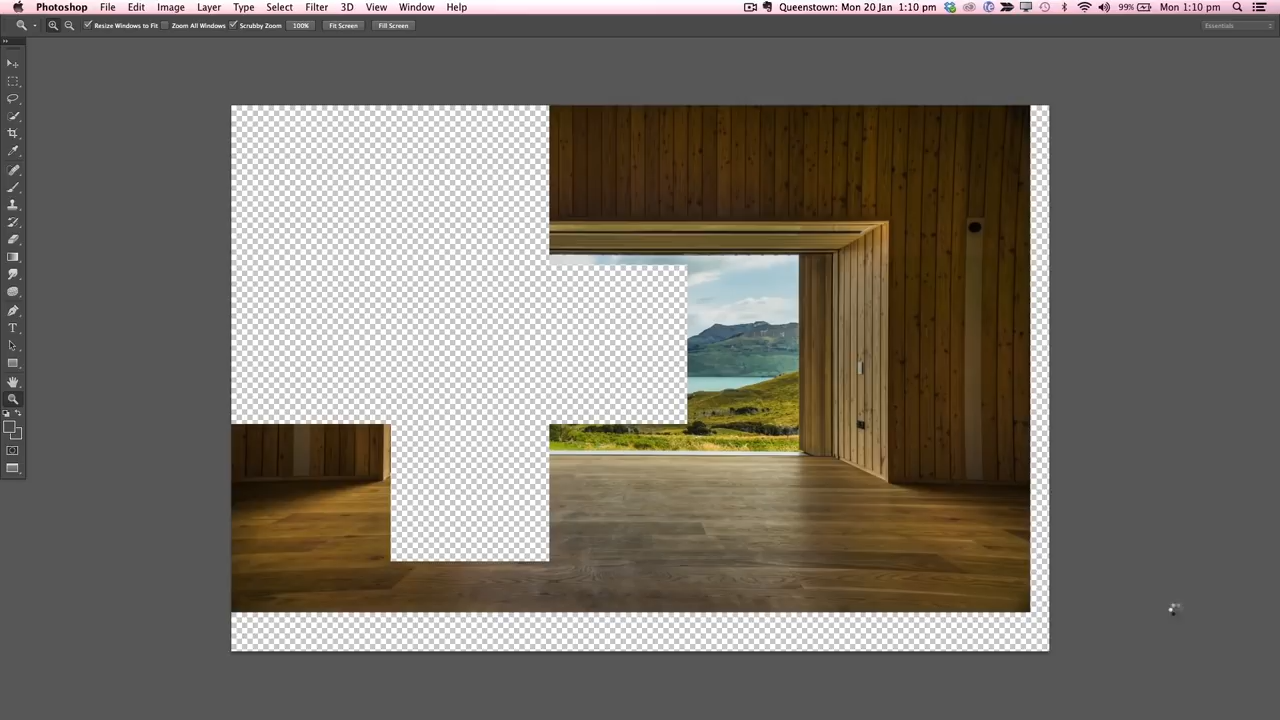 Photoshop File Edit Image Layer Type Select Filter 3D View Window Help Queenstown: Mon 20 Jan 1:10 pm 99% Mon 1:10 pm
Resize Windows to Fit Zoom All Windows Scrubby Zoom 100% Fit Screen Fill Screen Essentials
T